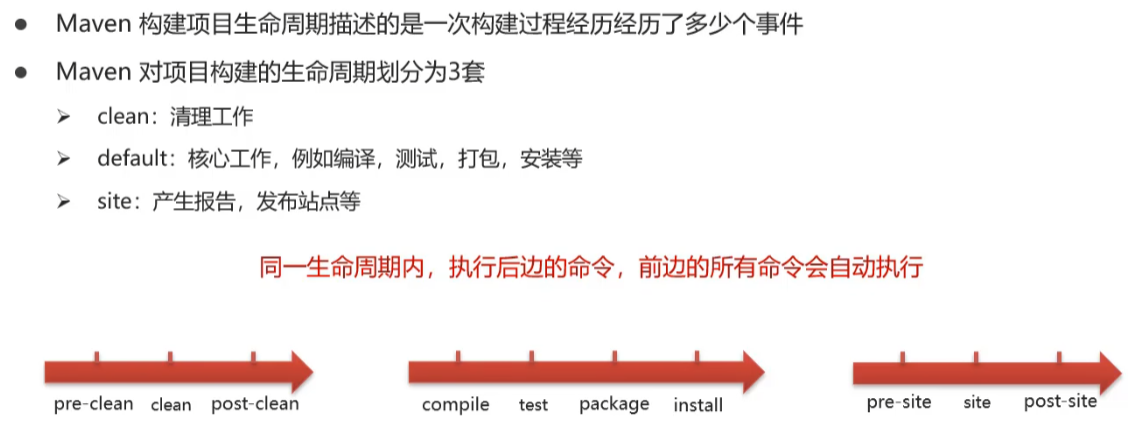 ● Maven 构建项目生命周期描述的是一次构建过程经历经历了多少个事件
● Maven 对项目构建的生命周期划分为3套
➢ clean：清理工作
➢ default：核心工作，例如编译，测试，打包，安装等
➢ site：产生报告，发布站点等
同一生命周期内，执行后边的命令，前边的所有命令会自动执行
pre-clean clean post-clean compile test package install pre-site site post-site